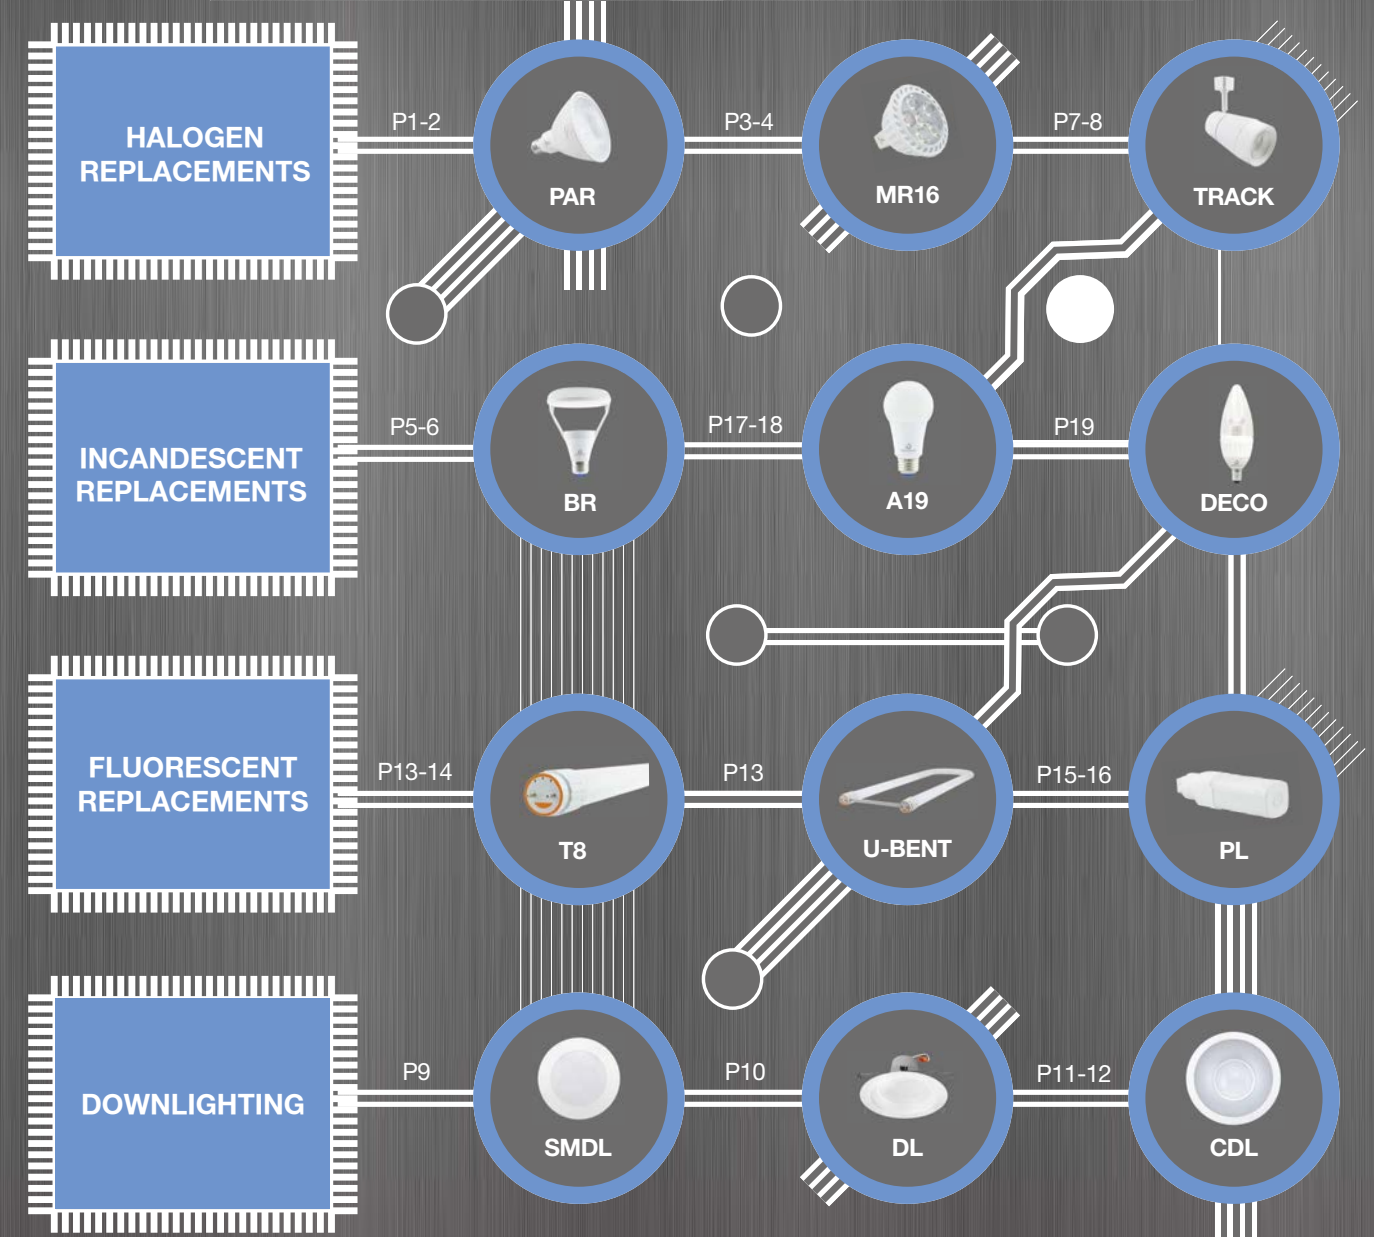 HALOGEN
REPLACEMENTS
P1-2
PAR
P3-4
MR16
P7-8
TRACK
INCANDESCENT
REPLACEMENTS
P5-6
BR
P17-18
A19
P19
DECO
FLUORESCENT
REPLACEMENTS
P13-14
T8
P13
U-BENT
P15-16
PL
DOWNLIGHTING
P9
SMDL
P10
DL
P11-12
CDL